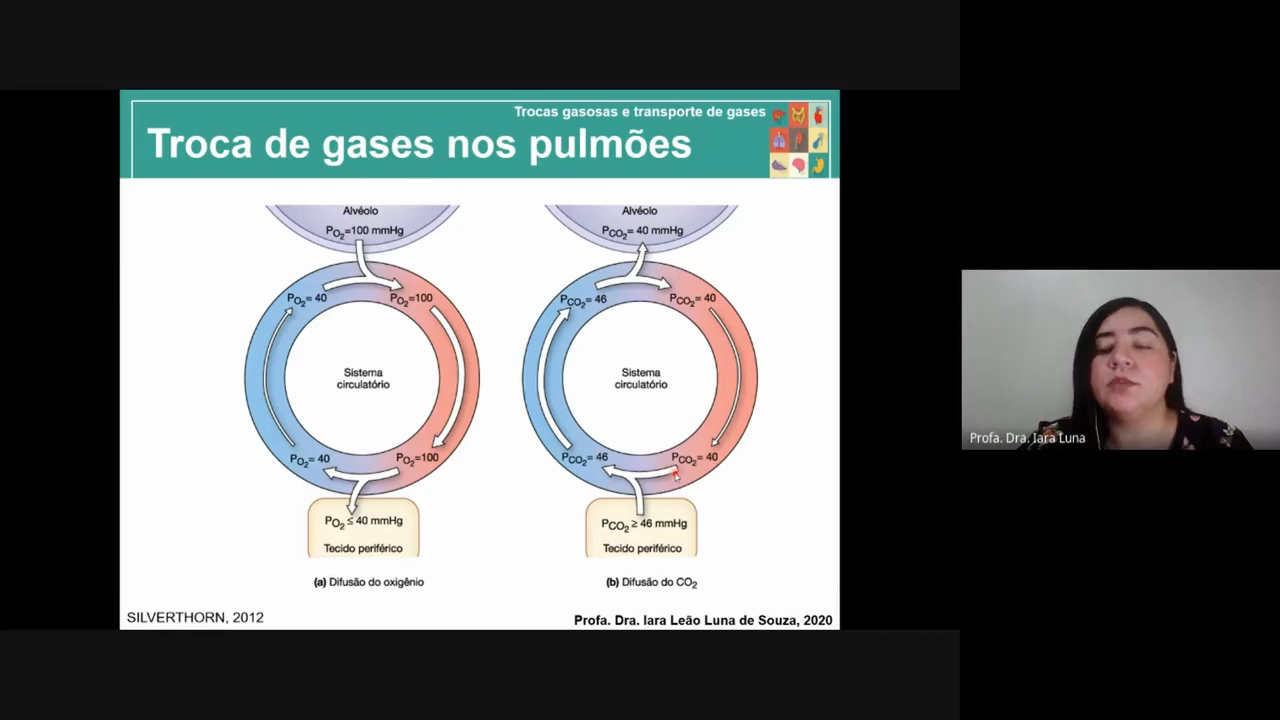 Trocas gasosas e transporte de gases
Troca de gases nos pulmões
Alvéolo
PO2=100 mmHg
PO2= 40
PO2=100
Sistema
circulatório
PO2= 40
PO2=100
PO2 ≤ 40 mmHg
Tecido periférico
(a) Difusão do oxigênio
Alvéolo
PCO2= 40 mmHg
PCO2= 46
PCO2= 40
Sistema
circulatório
PCO2= 46
PCO2= 40
PCO2 ≥ 46 mmHg
Tecido periférico
(b) Difusão do CO2
SILVERTHORN, 2012
Profa. Dra. Iara Leão Luna de Souza, 2020
Profa. Dra. Iara Luna